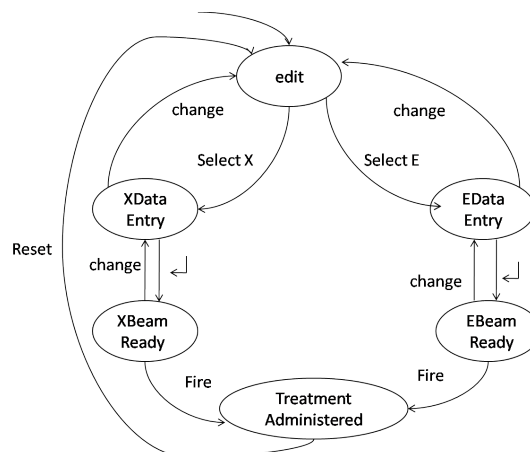 edit
change
change
Select X
Select E
XData
Entry
EData
Entry
Reset
change
change
XBeam
Ready
EBeam
Ready
Fire
Fire
Treatment
Administered